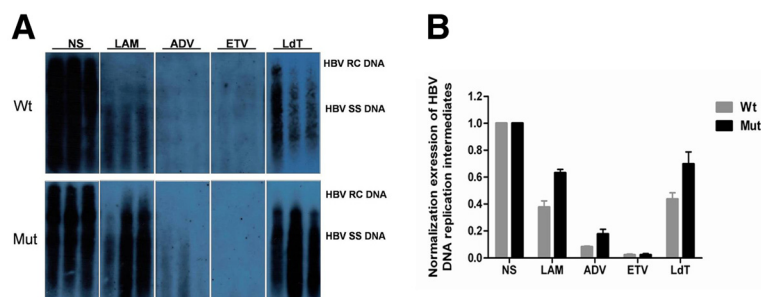 A
NS LAM ADV ETV LdT
Wt
HBV RC DNA
HBV SS DNA
Mut
HBV RC DNA
HBV SS DNA
B
Normalization exression of HBV
DNA replication intermediates
1.2
1.0
0.8
0.6
0.4
0.2
0.0
NS LAM ADV ETV LdT
Wt
Mut